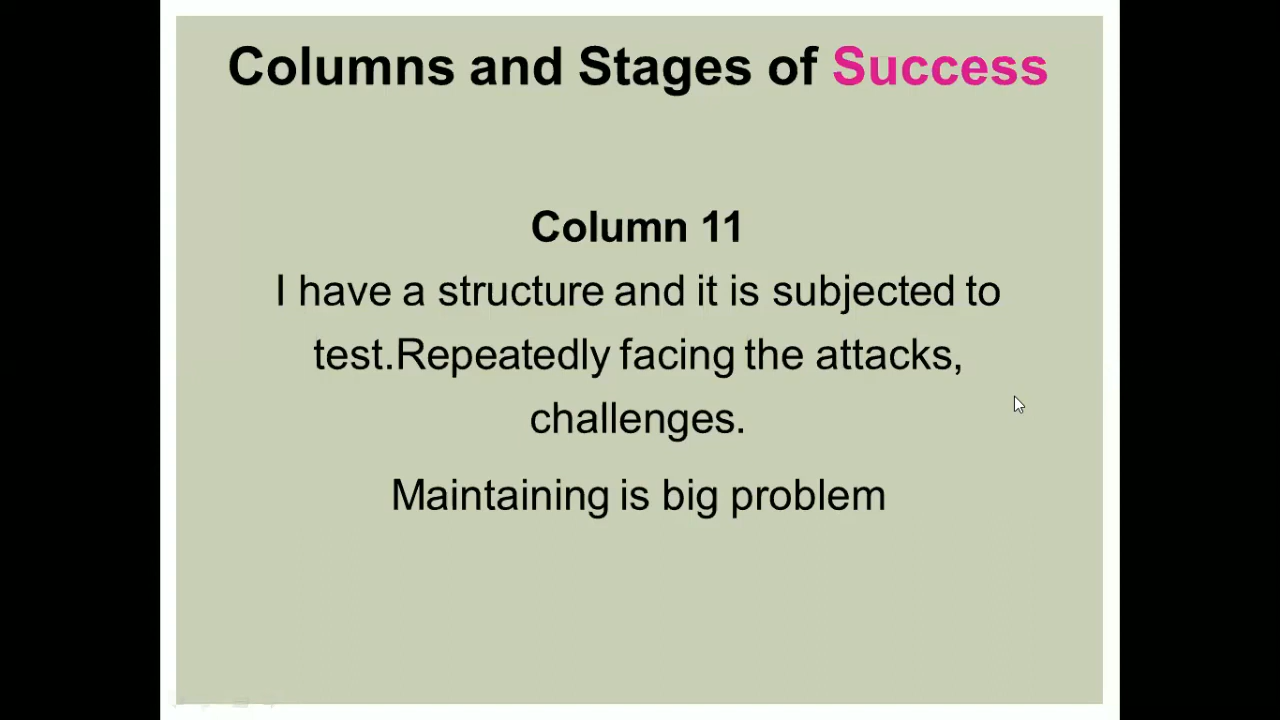 Columns and Stages of Success
Column 11
I have a structure and it is subjected to
test.Repeatedly facing the attacks,
challenges.
Maintaining is big problem